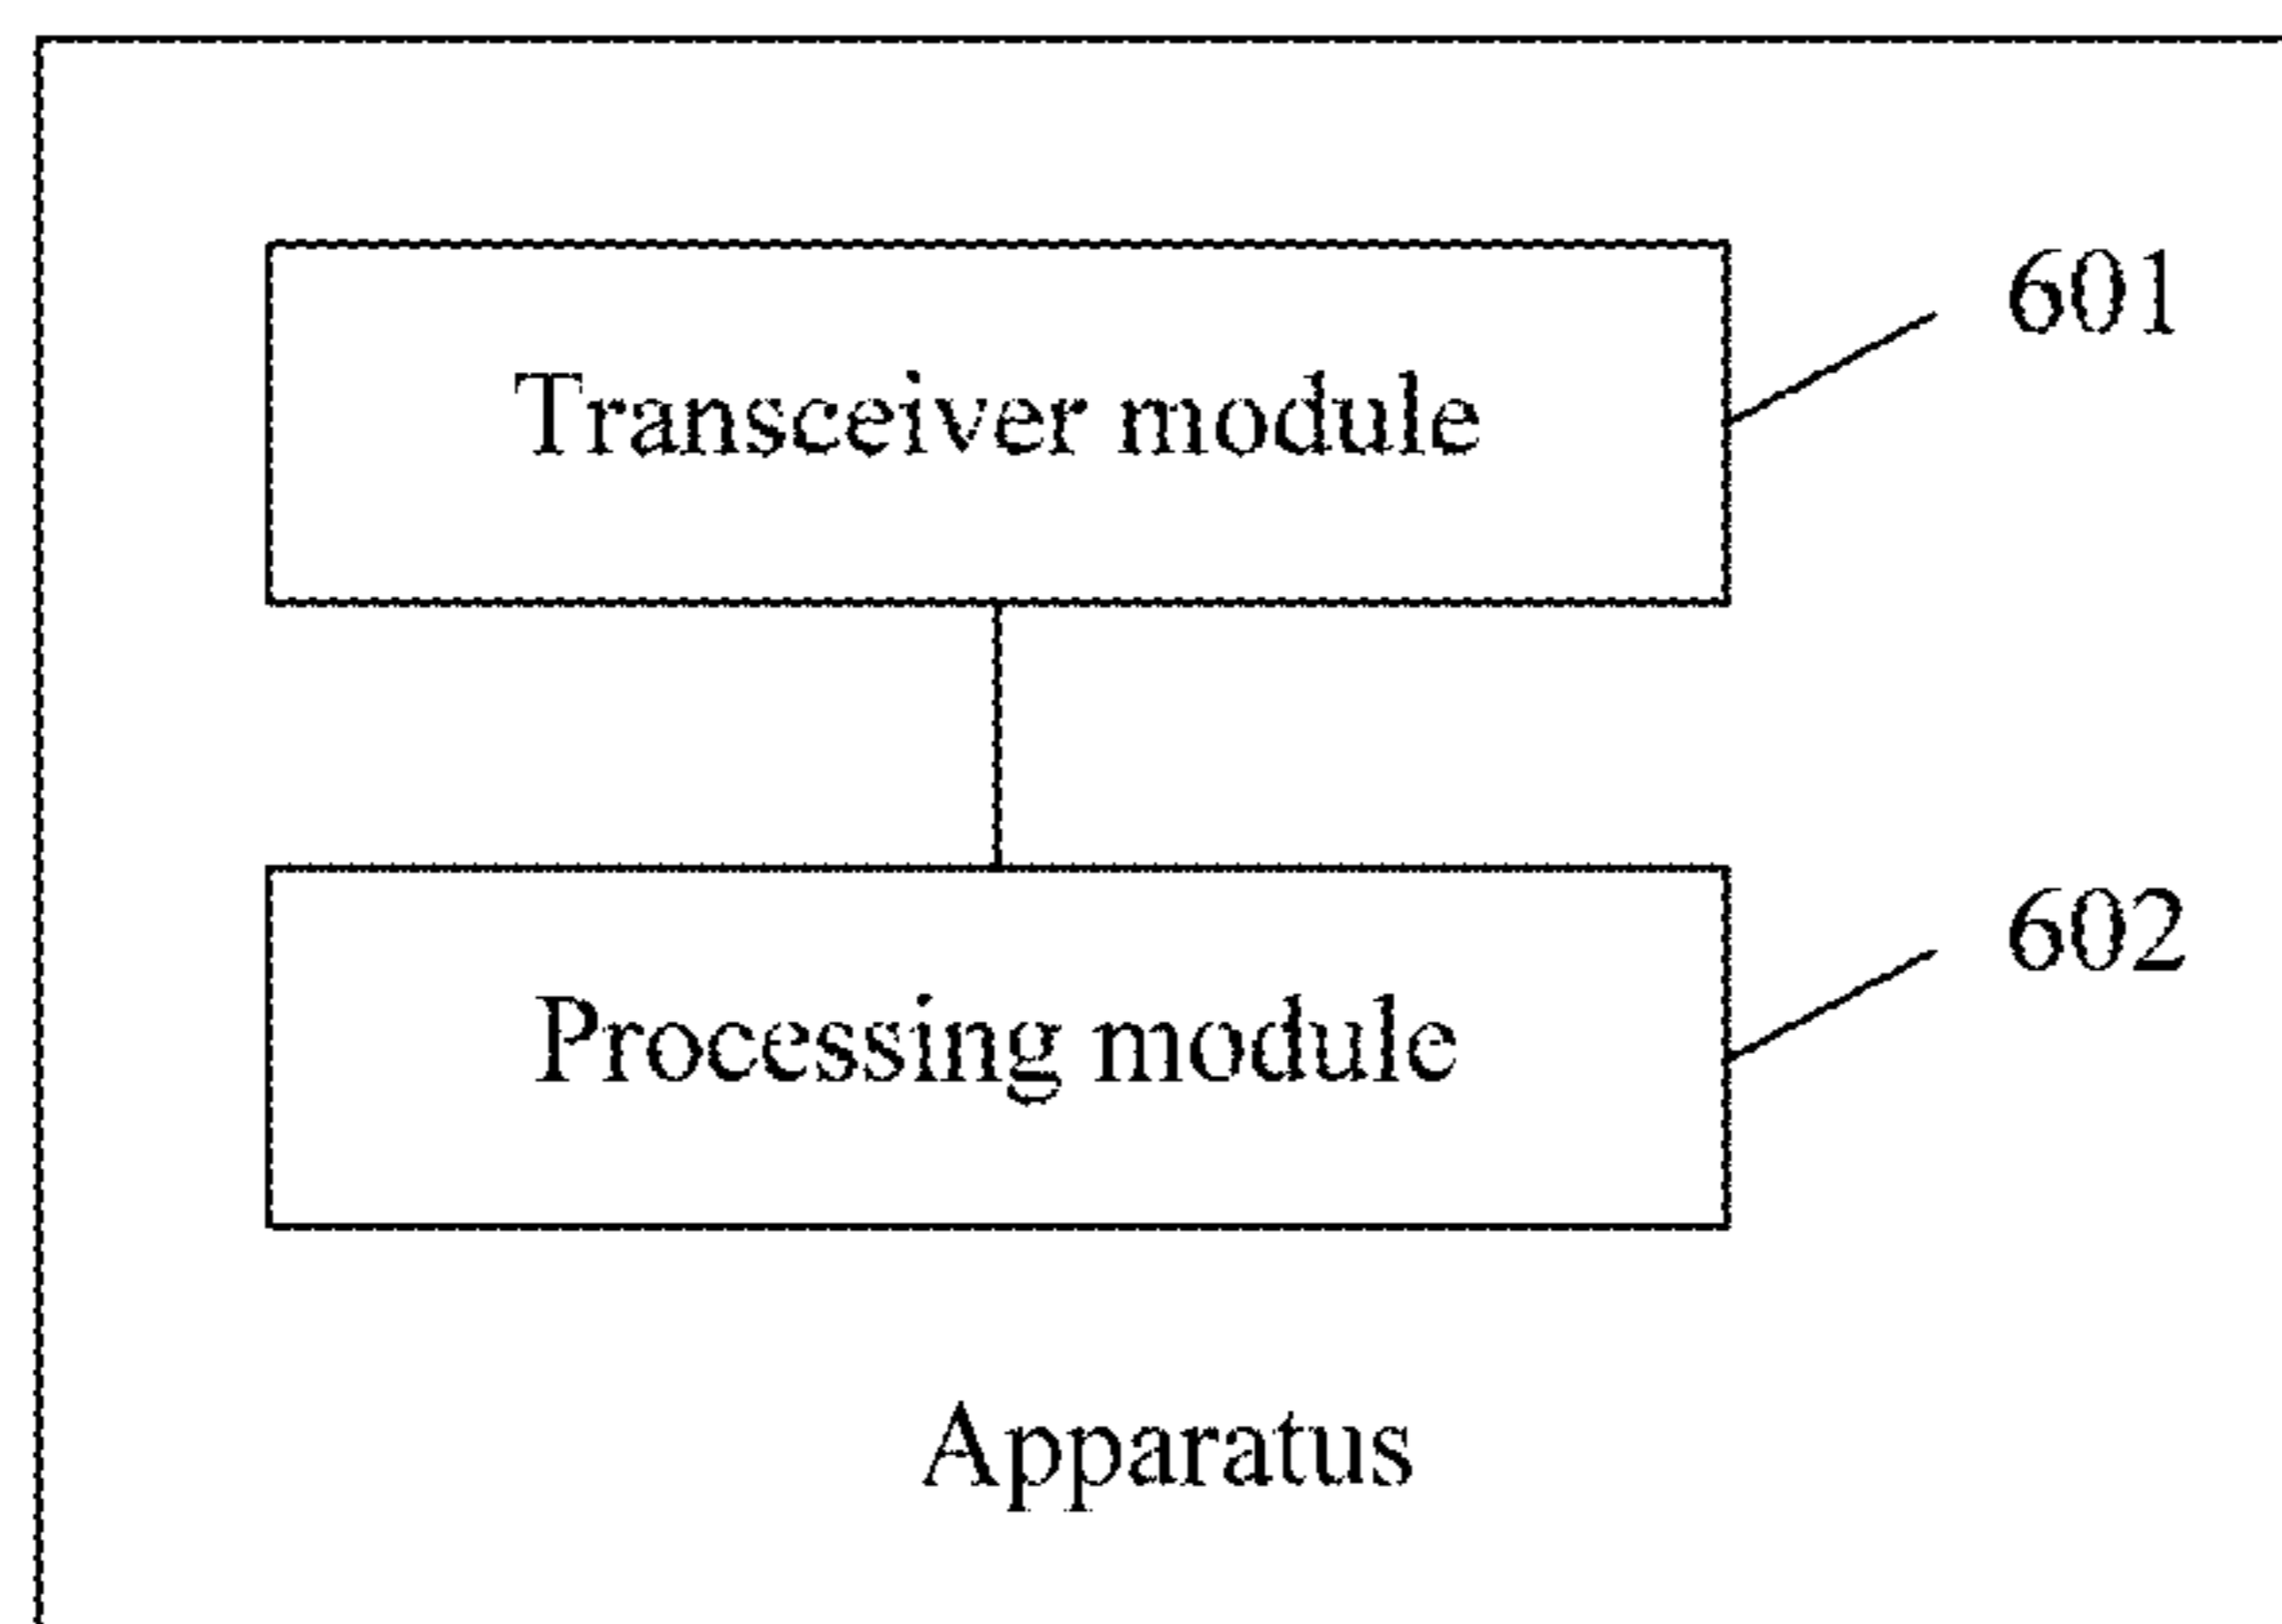 601
Transceiver module
602
Processing module
Apparatus